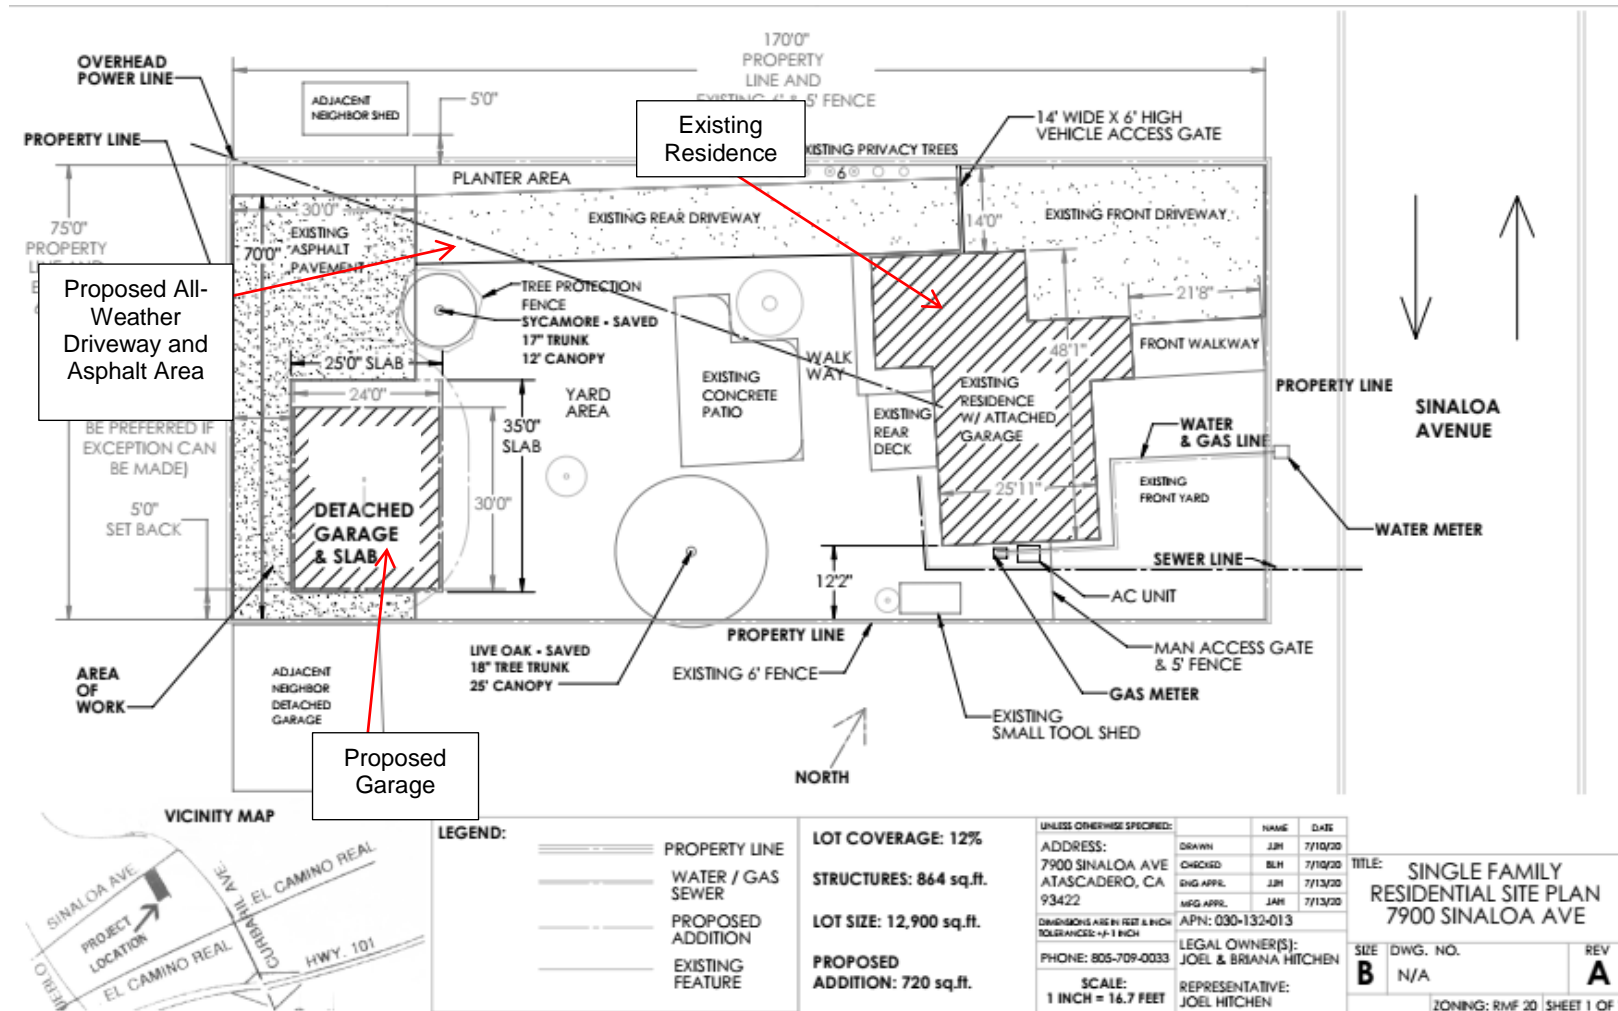 170'0"
PROPERTY
LINE AND
EXISTING 6' & 5' FENCE
OVERHEAD
POWER LINE
ADJACENT
NEIGHBOR SHED
5'0"
Existing
Residence
14' WIDE X 6' HIGH
VEHICLE ACCESS GATE
PROPERTY LINE
EXISTING PRIVACY TREES
6
PLANTER AREA
30'0"
EXISTING REAR DRIVEWAY
14'0"
EXISTING FRONT DRIVEWAY
75'0"
PROPERTY
LINE AND
70'0"
EXISTING
ASPHALT
PAVEMENT
Proposed All-
Weather
Driveway and
Asphalt Area
TREE PROTECTION
FENCE
SYCAMORE - SAVED
17" TRUNK
12' CANOPY
21'8"
FRONT WALKWAY
48'1"
WALK
WAY
25'0" SLAB
24'0"
YARD
AREA
EXISTING
CONCRETE
PATIO
EXISTING
RESIDENCE
W/ ATTACHED
GARAGE
PROPERTY LINE
SINALOA
AVENUE
35'0"
SLAB
EXISTING
REAR
DECK
WATER
& GAS LINE
BE PREFERRED IF
EXCEPTION CAN
BE MADE)
EXISTING
FRONT YARD
25'11"
30'0"
5'0"
SET BACK
DETACHED
GARAGE
& SLAB
WATER METER
SEWER LINE
12'2"
AC UNIT
PROPERTY LINE
LIVE OAK - SAVED
18" TREE TRUNK
25' CANOPY
EXISTING 6' FENCE
MAN ACCESS GATE
& 5' FENCE
GAS METER
AREA
OF
WORK
ADJACENT
NEIGHBOR
DETACHED
GARAGE
EXISTING
SMALL TOOL SHED
Proposed
Garage
NORTH
VICINITY MAP
SINALOA AVE
CURBARIL AVE.
EL CAMINO REAL
PROJECT
LOCATION
EL CAMINO REAL
HWY. 101
LEGEND:
PROPERTY LINE
WATER / GAS
SEWER
PROPOSED
ADDITION
EXISTING
FEATURE
LOT COVERAGE: 12%
STRUCTURES: 864 sq.ft.
LOT SIZE: 12,900 sq.ft.
PROPOSED
ADDITION: 720 sq.ft.
UNLESS OTHERWISE SPECIFIED:
ADDRESS:
7900 SINALOA AVE
ATASCADERO, CA
93422
DIMENSIONS ARE IN FEET & INCH
TOLERANCES: +/- 1 INCH
PHONE: 805-709-0033
SCALE:
1 INCH = 16.7 FEET
NAME DATE
DRAWN JJH 7/10/20
CHECKED BLH 7/10/20
ENG APPR. JJH 7/13/20
MFG APPR. JAH 7/13/20
APN: 030-132-013
LEGAL OWNER(S):
JOEL & BRIANA HITCHEN
REPRESENTATIVE:
JOEL HITCHEN
TITLE:
SINGLE FAMILY
RESIDENTIAL SITE PLAN
7900 SINALOA AVE
SIZE DWG. NO. REV
B N/A A
ZONING: RMF 20 SHEET 1 OF